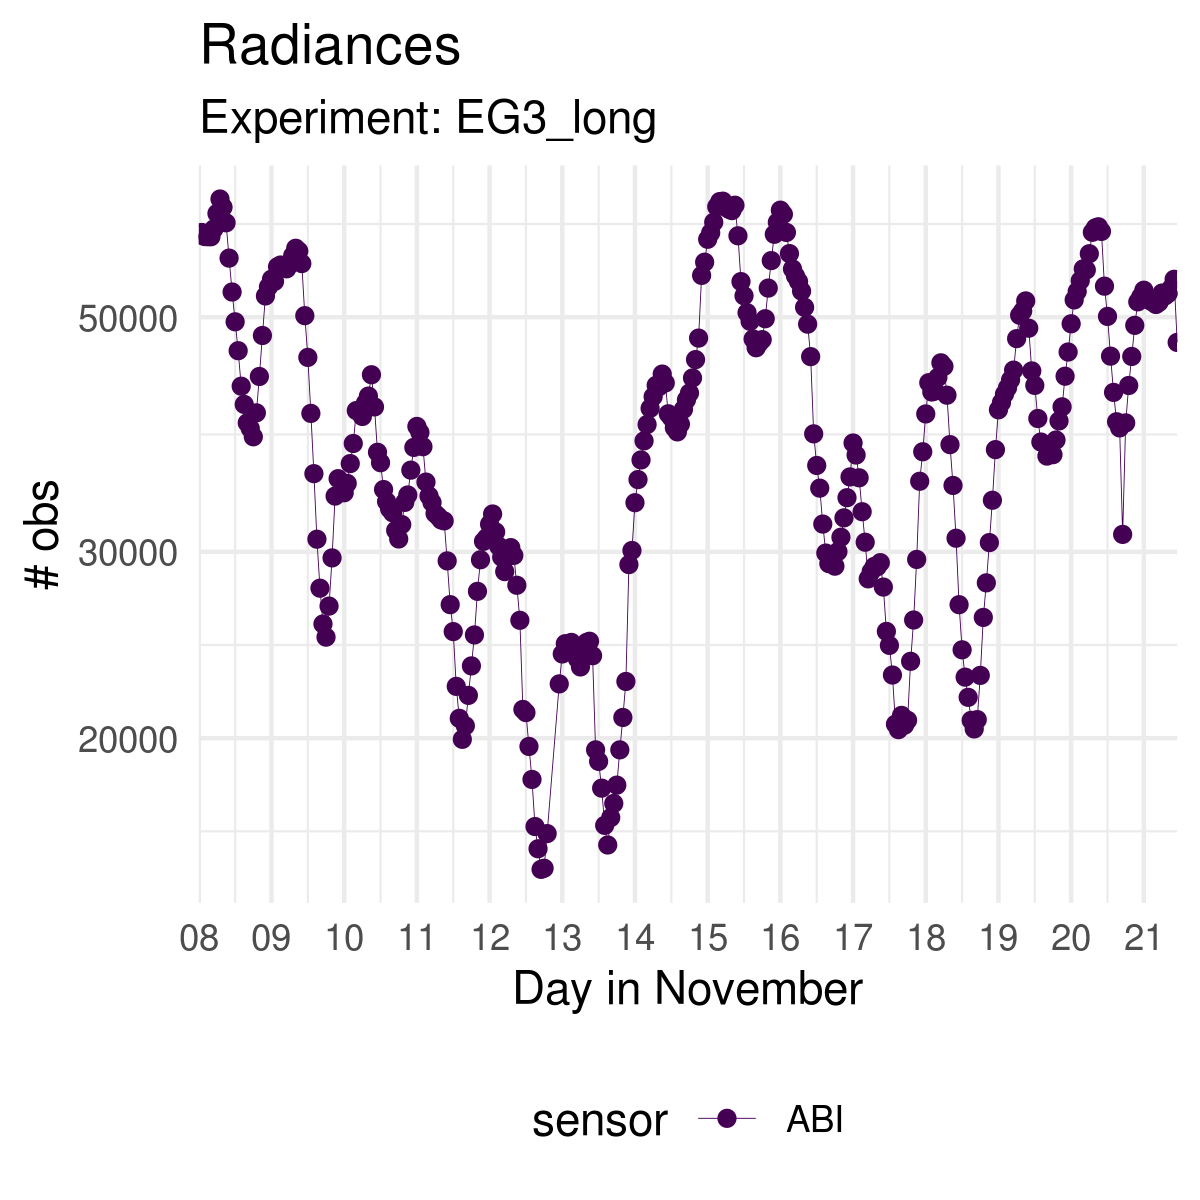 Radiances
Experiment: EG3_long
# obs
50000
30000
20000
08 09 10 11 12 13 14 15 16 17 18 19 20 21
Day in November
sensor ABI